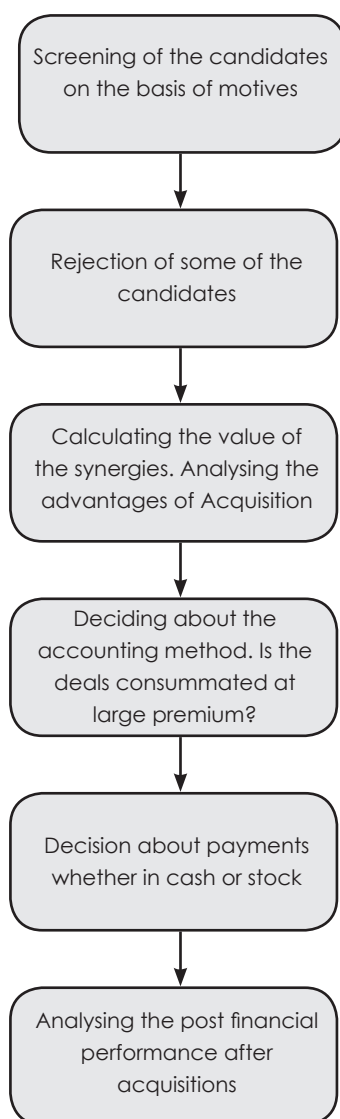 Screening of the candidates
on the basis of motives
Rejection of some of the
candidates
Calculating the value of
the synergies. Analysing the
advantages of Acquisition
Deciding about the
accounting method. Is the
deals consummated at
large premium?
Decision about payments
whether in cash or stock
Analysing the post financial
performance after
acquisitions